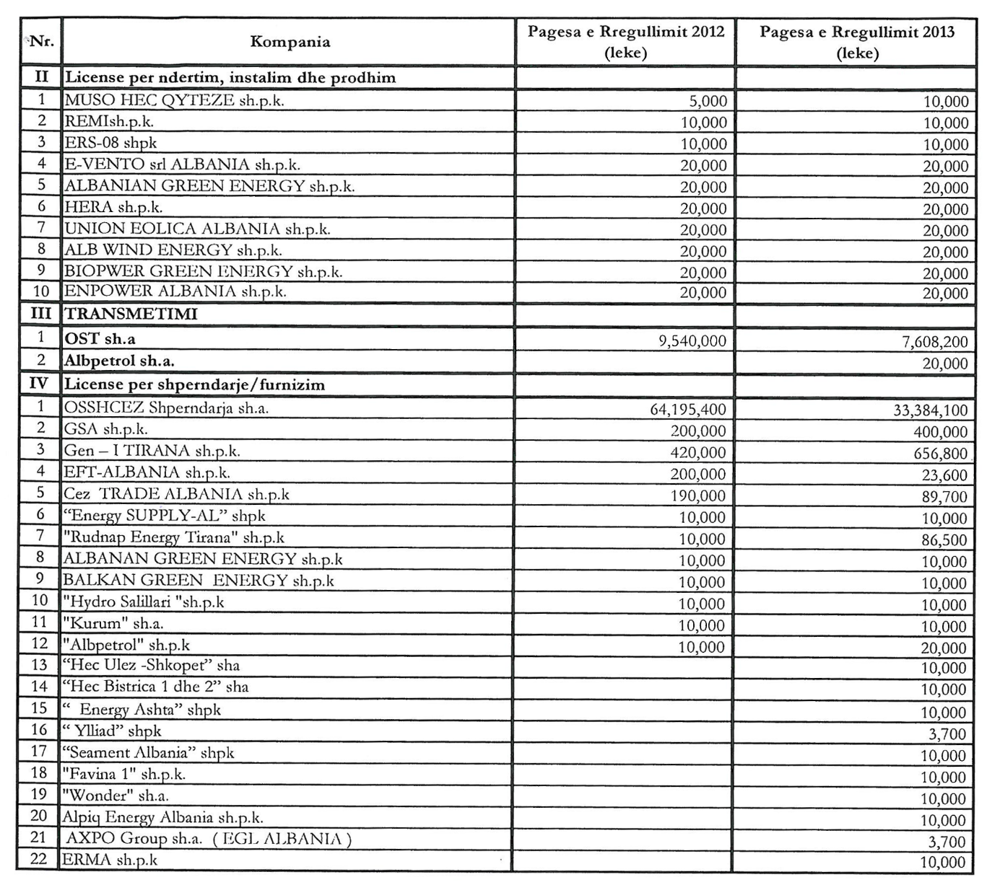 Nr. Kompania Pagesa e Rregullimit 2012 (leke) Pagesa e Rregullimit 2013 (leke)
II License per ndertim, instalim dhe prodhim
1 MUSO HEC QYTEZE sh.p.k. 5,000 10,000
2 REMIsh.p.k. 10,000 10,000
3 ERS-08 shpk 10,000 10,000
4 E-VENTO srl ALBANIA sh.p.k. 20,000 20,000
5 ALBANIAN GREEN ENERGY sh.p.k. 20,000 20,000
6 HERA sh.p.k. 20,000 20,000
7 UNION EOLICA ALBANIA sh.p.k. 20,000 20,000
8 ALB WIND ENERGY sh.p.k. 20,000 20,000
9 BIOPWER GREEN ENERGY sh.p.k. 20,000 20,000
10 ENPOWER ALBANIA sh.p.k. 20,000 20,000
III TRANSMETIMI
1 OST sh.a 9,540,000 7,608,200
2 Albpetrol sh.a. 20,000
IV License per shperndarje/furnizim
1 OSSHCEZ Shperndarja sh.a. 64,195,400 33,384,100
2 GSA sh.p.k. 200,000 400,000
3 Gen – I TIRANA sh.p.k. 420,000 656,800
4 EFT-ALBANIA sh.p.k. 200,000 23,600
5 Cez TRADE ALBANIA sh.p.k 190,000 89,700
6 “Energy SUPPLY-AL” shpk 10,000 10,000
7 "Rudnap Energy Tirana" sh.p.k 10,000 86,500
8 ALBANAN GREEN ENERGY sh.p.k 10,000 10,000
9 BALKAN GREEN ENERGY sh.p.k 10,000 10,000
10 "Hydro Salillari "sh.p.k 10,000 10,000
11 "Kurum" sh.a. 10,000 10,000
12 "Albpetrol" sh.p.k 10,000 20,000
13 “Hec Ulez -Shkopet” sha 10,000
14 “Hec Bistrica 1 dhe 2” sha 10,000
15 “ Energy Ashta” shpk 10,000
16 “ Ylliad” shpk 3,700
17 “Seament Albania” shpk 10,000
18 "Favina 1" sh.p.k. 10,000
19 "Wonder" sh.a. 10,000
20 Alpiq Energy Albania sh.p.k. 10,000
21 AXPO Group sh.a. ( EGL ALBANIA ) 3,700
22 ERMA sh.p.k 10,000